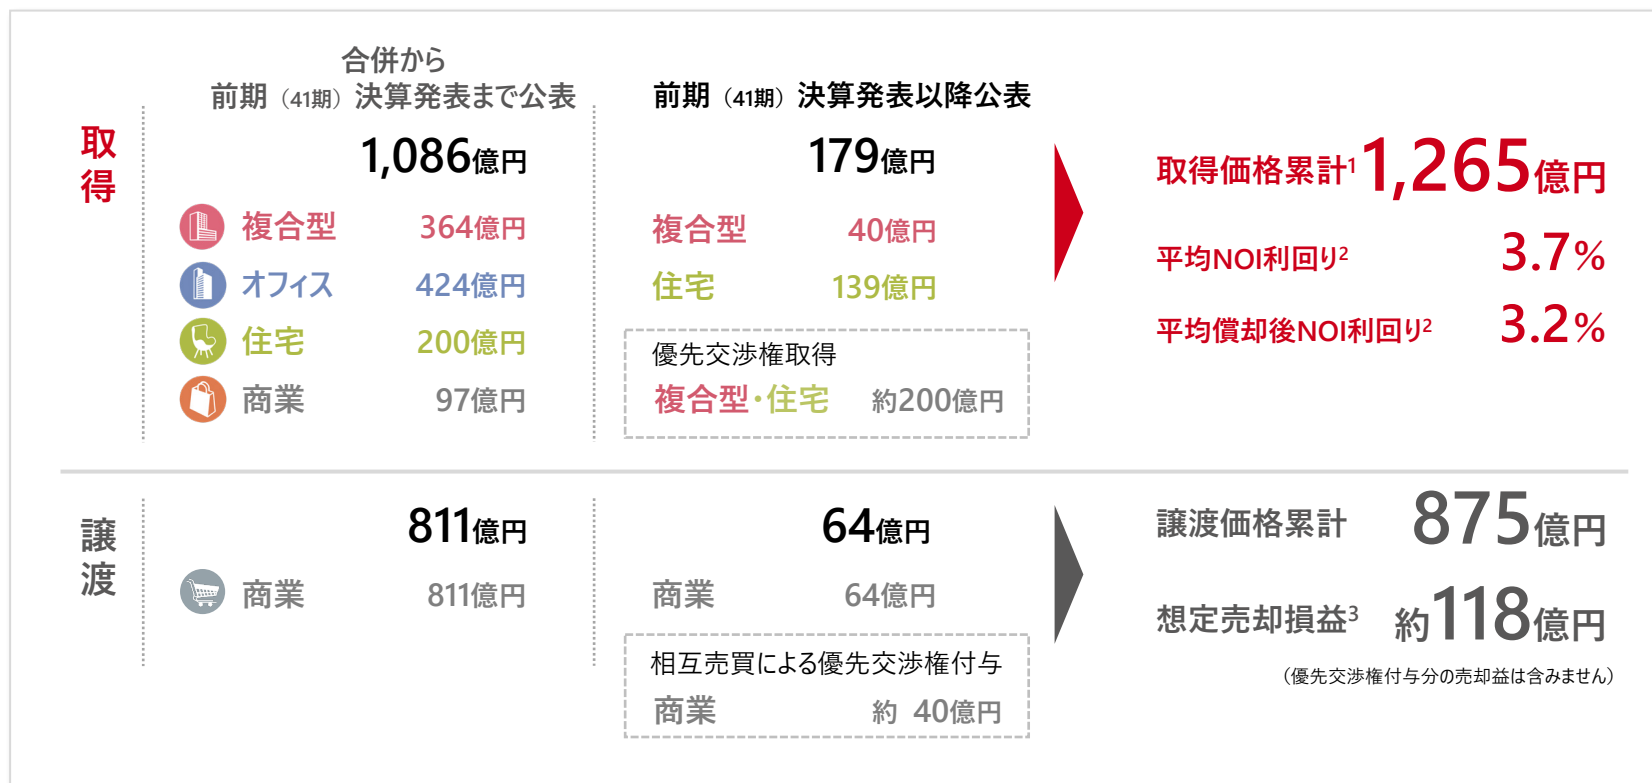 合併から
前期（41期）決算発表まで公表
前期（41期）決算発表以降公表
取得
1,086億円
複合型 364億円
オフィス 424億円
住宅 200億円
商業 97億円
179億円
複合型 40億円
住宅 139億円
優先交渉権取得
複合型・住宅 約200億円
取得価格累計1 1,265億円
平均NOI利回り2 3.7%
平均償却後NOI利回り2 3.2%
譲渡
811億円
商業 811億円
64億円
商業 64億円
相互売買による優先交渉権付与
商業 約 40億円
譲渡価格累計 875億円
想定売却損益3 約118億円
（優先交渉権付与分の売却益は含みません）